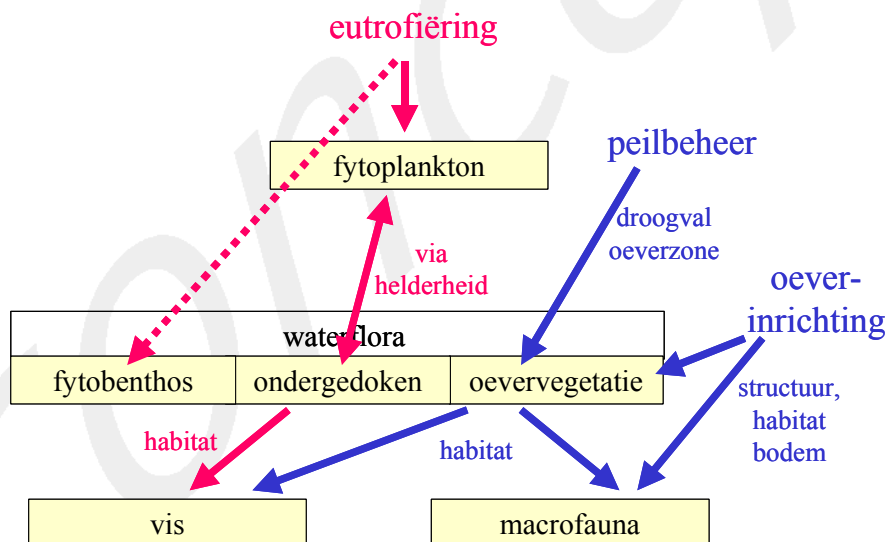 eutrofiëring
fytoplankton
peilbeheer
droogval
oeverzone
via
helderheid
oever-
inrichting
waterflora
fytobenthos
ondergedoken
oevervegetatie
structuur,
habitat
bodem
habitat
habitat
vis
macrofauna